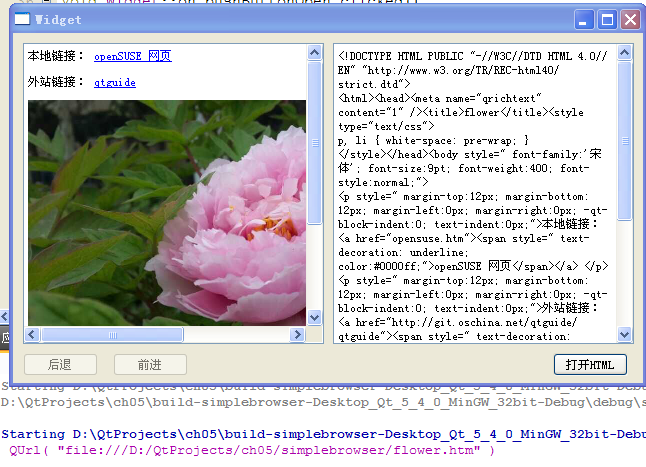 Widget
本地链接： openSUSE 网页
外站链接： qtguide
<!DOCTYPE HTML PUBLIC "-//W3C//DTD HTML 4.0//
EN" "http://www.w3.org/TR/REC-html40/
strict.dtd">
<html><head><meta name="qrichtext"
content="1" /><title>flower</title><style
type="text/css">
p, li { white-space: pre-wrap; }
</style></head><body style=" font-family:'宋
体'; font-size:9pt; font-weight:400; font-
style:normal;">
<p style=" margin-top:12px; margin-bottom:
12px; margin-left:0px; margin-right:0px; -qt-
block-indent:0; text-indent:0px;">本地链接：
<a href="opensuse.htm"><span style=" text-
decoration: underline;
color:#0000ff;">openSUSE 网页</span></a> </p>
<p style=" margin-top:12px; margin-bottom:
12px; margin-left:0px; margin-right:0px; -qt-
block-indent:0; text-indent:0px;">外站链接：
<a href="http://git.oschina.net/qtguide/
qtguide"><span style=" text-decoration:
后退 前进 打开HTML
Starting D:\QtProjects\ch05\build-simplebrowser-Desktop_Qt_5_4_0_MinGW_32bit-Deb
D:\QtProjects\ch05\build-simplebrowser-Desktop_Qt_5_4_0_MinGW_32bit-Debug\debug\s
Starting D:\QtProjects\ch05\build-simplebrowser-Desktop_Qt_5_4_0_MinGW_32bit-Deb
QUrl( "file:///D:/QtProjects/ch05/simplebrowser/flower.htm" )